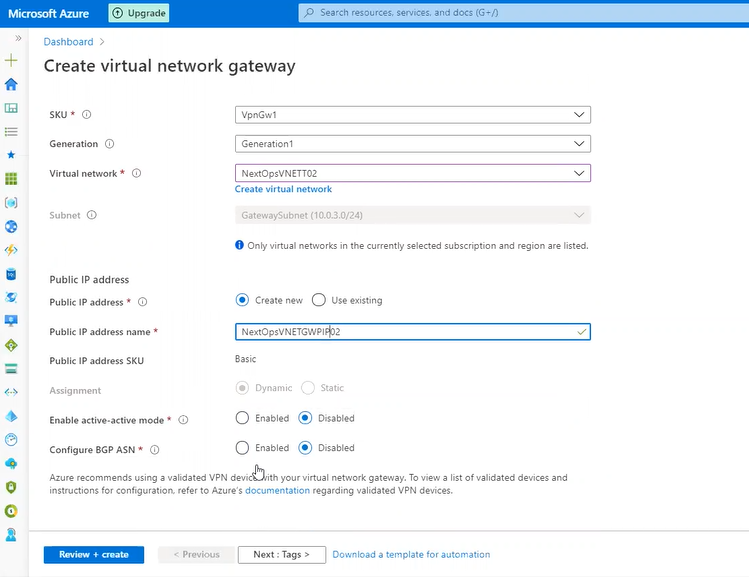 Microsoft Azure
Upgrade
Search resources, services, and docs (G+/)
»
Dashboard >
Create virtual network gateway
SKU *
VpnGw1
Generation
Generation1
Virtual network *
NextOpsVNETT02
Create virtual network
Subnet
GatewaySubnet (10.0.3.0/24)
Only virtual networks in the currently selected subscription and region are listed.
Public IP address
Public IP address *
Create new
Use existing
Public IP address name *
NextOpsVNETGWPIP02
Public IP address SKU
Basic
Assignment
Dynamic
Static
Enable active-active mode *
Enabled
Disabled
Configure BGP ASN *
Enabled
Disabled
Azure recommends using a validated VPN device with your virtual network gateway. To view a list of validated devices and
instructions for configuration, refer to Azure's documentation regarding validated VPN devices.
Review + create
< Previous
Next : Tags >
Download a template for automation